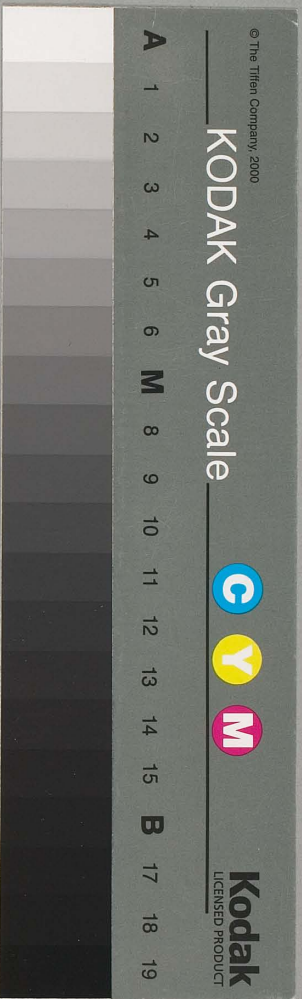 © The Tiffen Company, 2000
KODAK Gray Scale
C Y M
Kodak
LICENSED PRODUCT
A 1 2 3 4 5 6 M 8 9 10 11 12 13 14 15 B 17 18 19